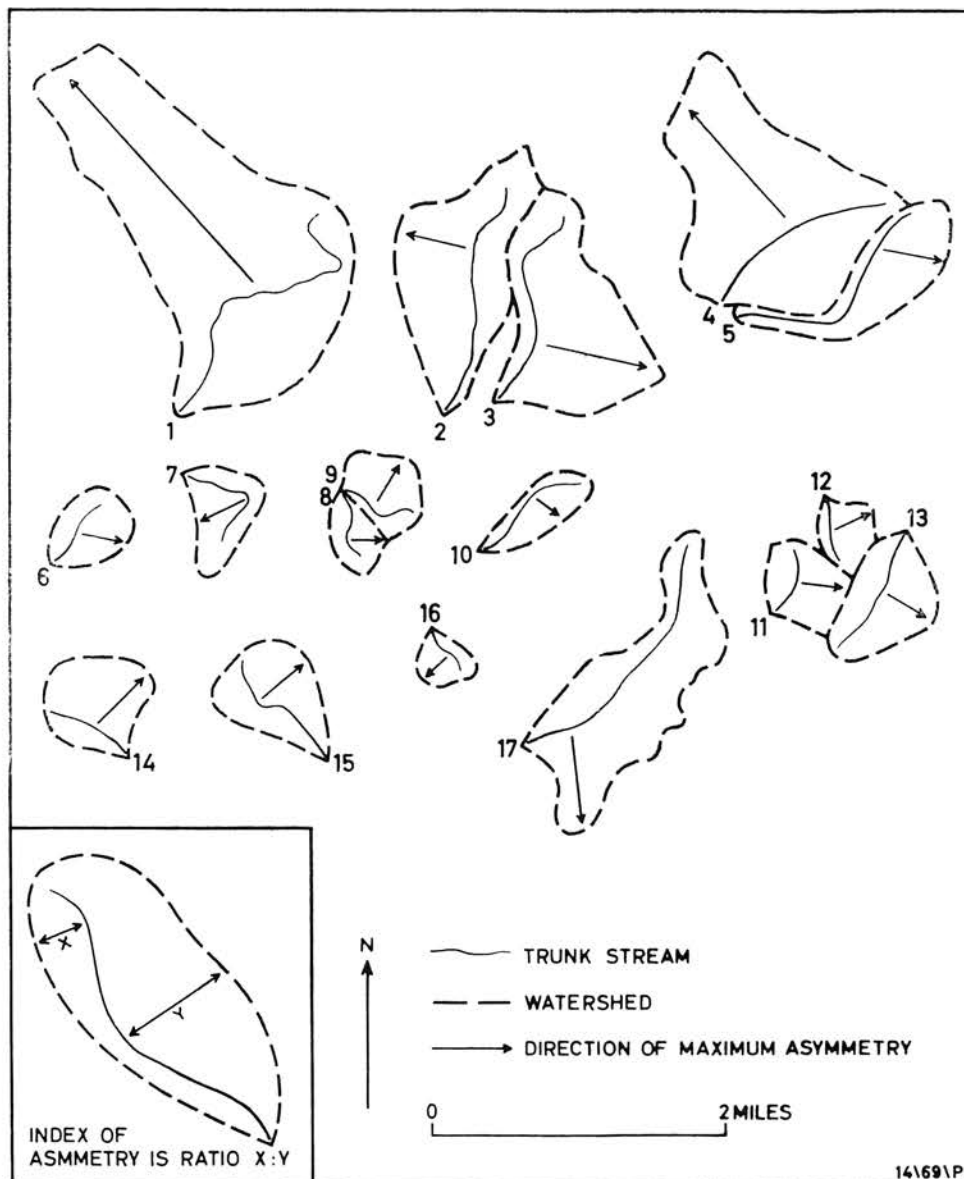 1
2
3
4
5
6
7
9
8
10
12
13
11
14
15
16
17
X
Y
INDEX OF
ASMMETRY IS RATIO X:Y
N
TRUNK STREAM
WATERSHED
DIRECTION OF MAXIMUM ASYMMETRY
0 2 MILES
14\69\P